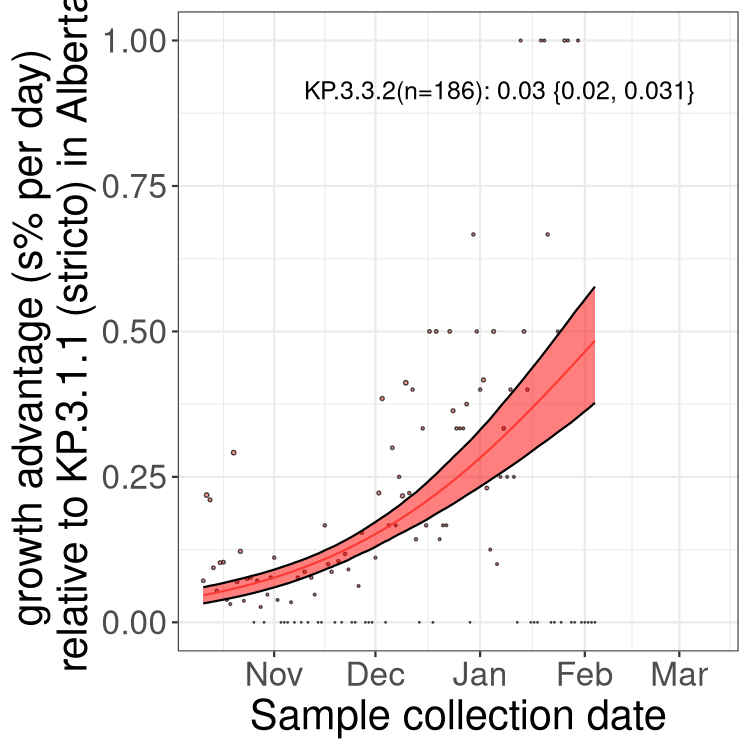 growth advantage (s% per day)
relative to KP.3.1.1 (stricto) in Alberta
1.00
0.75
0.50
0.25
0.00
KP.3.3.2(n=186): 0.03 {0.02, 0.031}
Nov Dec Jan Feb Mar
Sample collection date